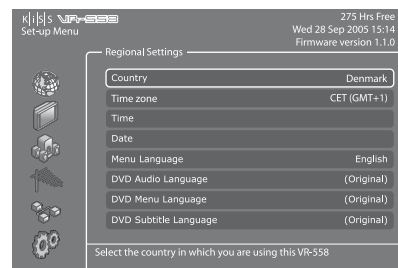 KiSS VR-558
Set-up Menu
275 Hrs Free
Wed 28 Sep 2005 15:14
Firmware version 1.1.0
Regional Settings
Country Denmark
Time zone CET (GMT+1)
Time
Date
Menu Language English
DVD Audio Language (Original)
DVD Menu Language (Original)
DVD Subtitle Language (Original)
Select the country in which you are using this VR-558